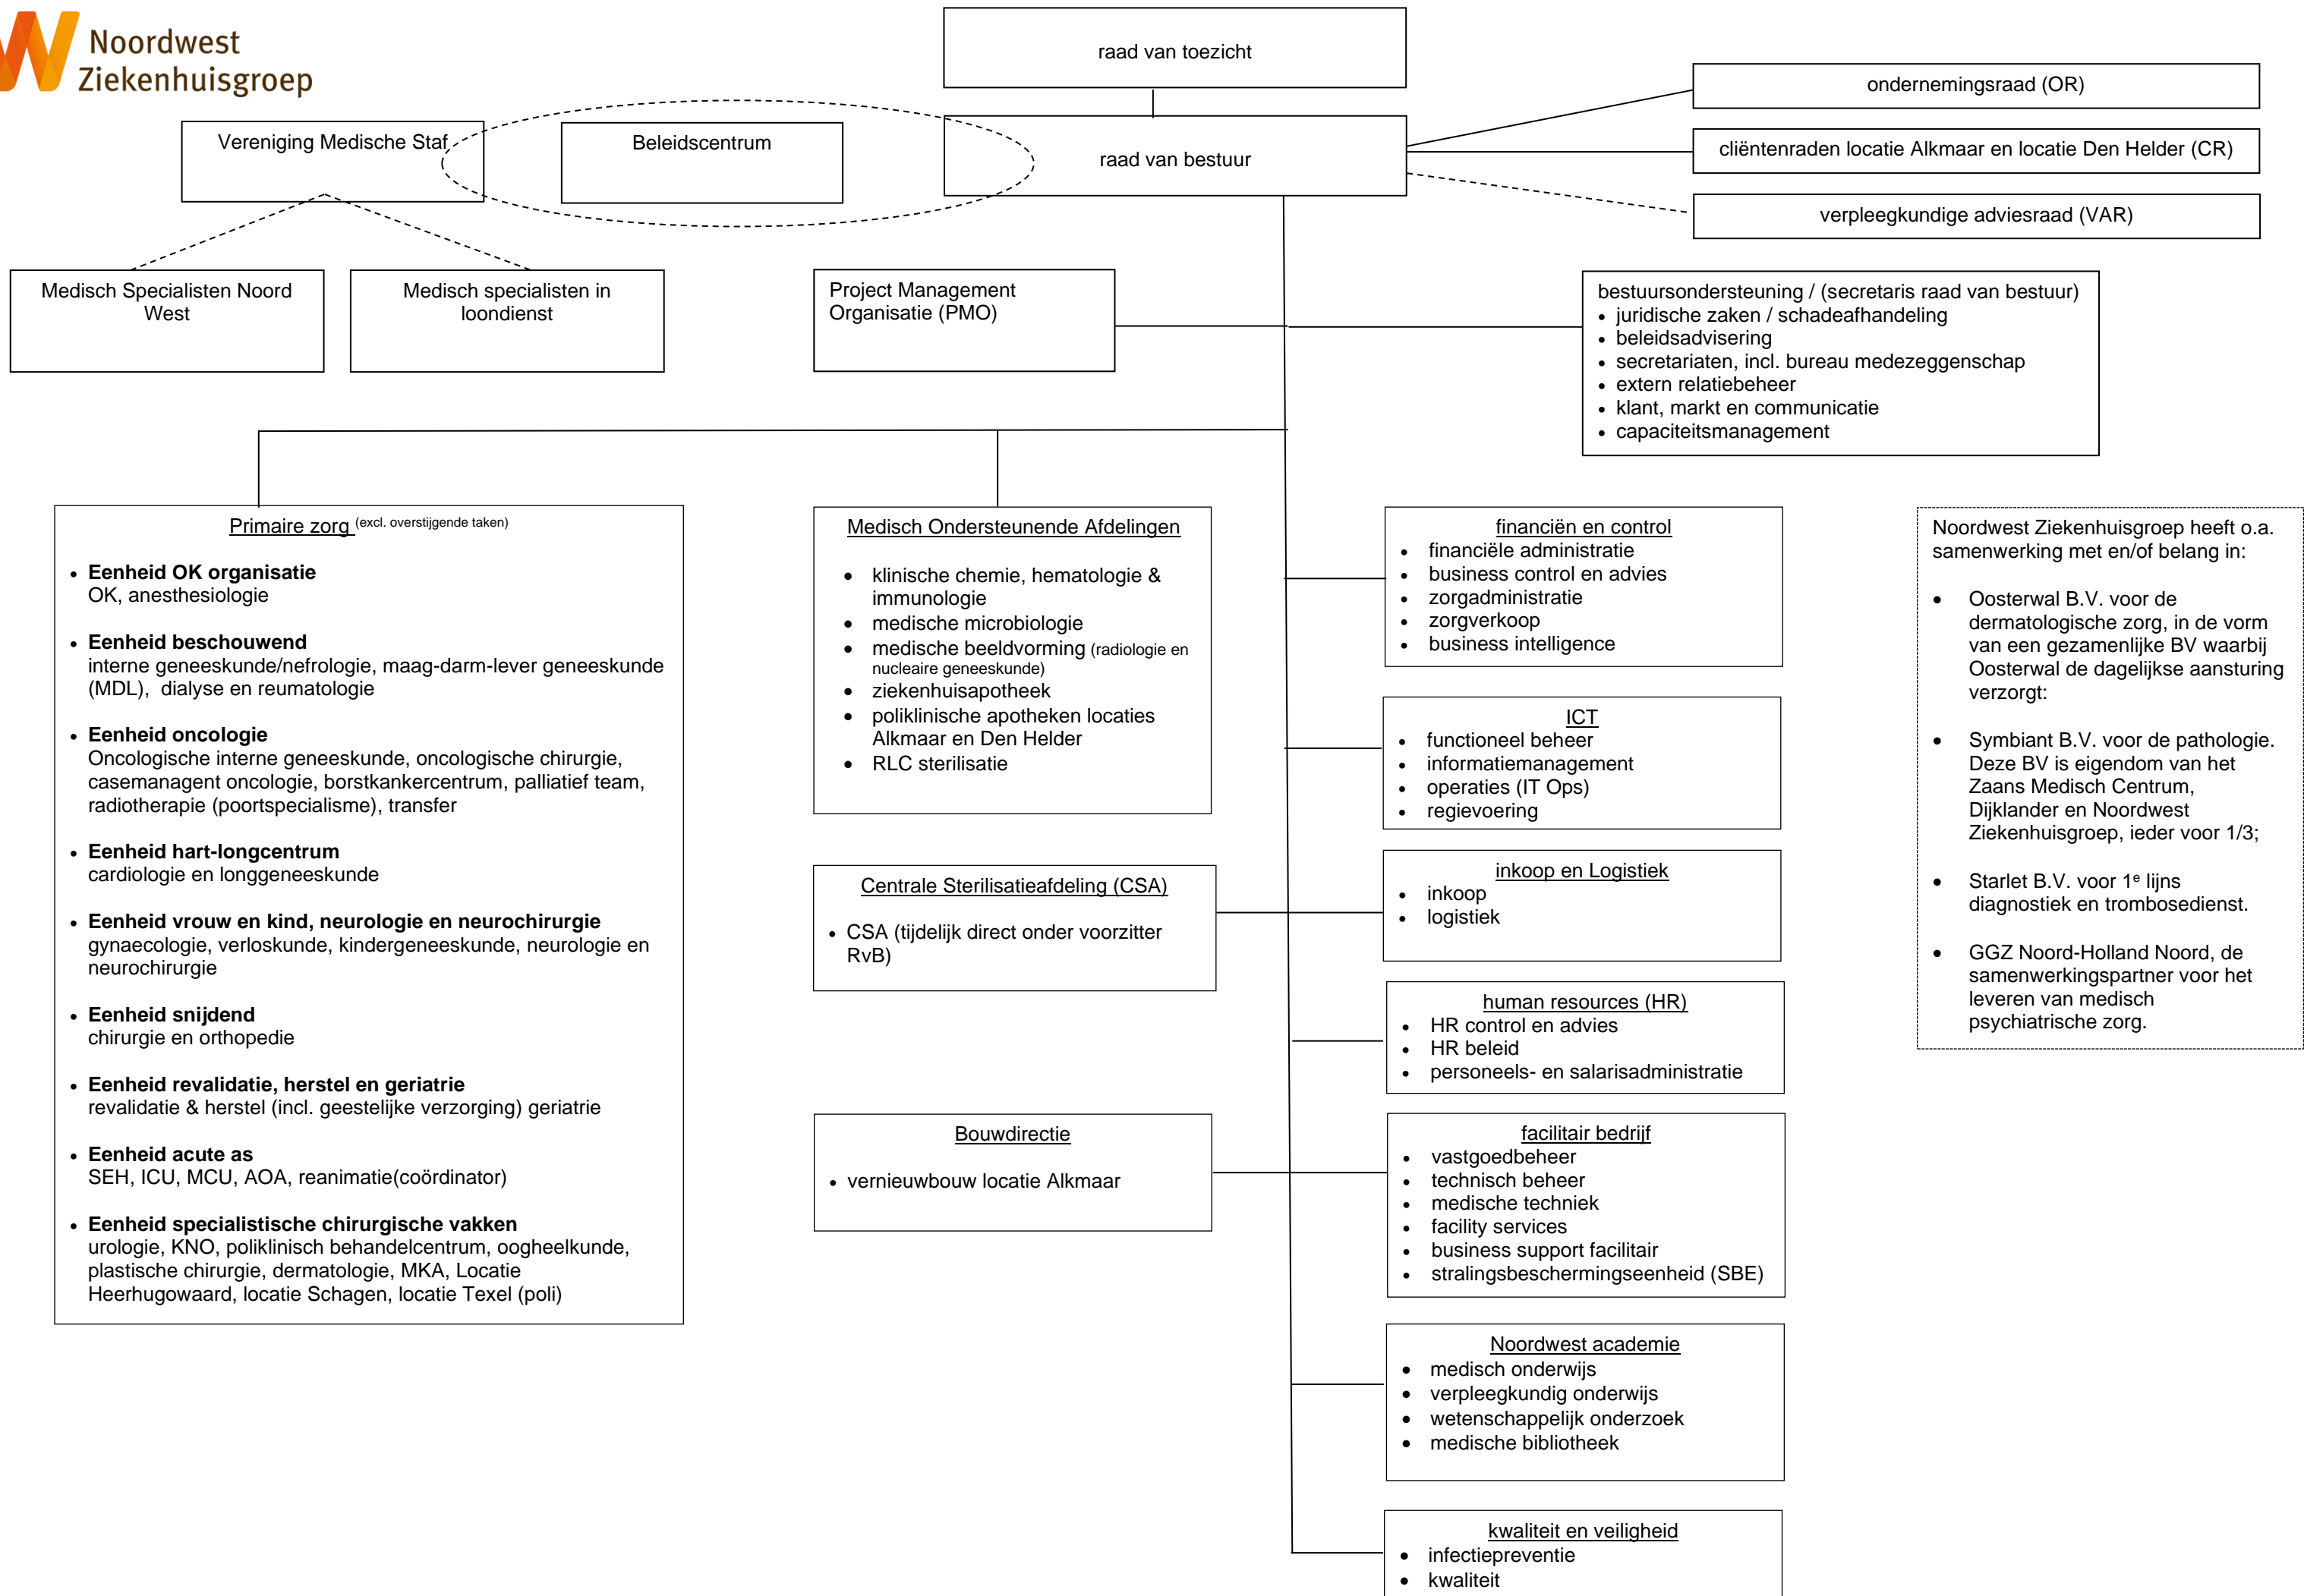 Noordwest
Ziekenhuisgroep
raad van toezicht
ondernemingsraad (OR)
Vereniging Medische Staf
Beleidscentrum
raad van bestuur
cliëntenraden locatie Alkmaar en locatie Den Helder (CR)
verpleegkundige adviesraad (VAR)
Medisch Specialisten Noord
West
Medisch specialisten in
loondienst
Project Management
Organisatie (PMO)
bestuursondersteuning / (secretaris raad van bestuur)
• juridische zaken / schadeafhandeling
• beleidsadvisering
• secretariaten, incl. bureau medezeggenschap
• extern relatiebeheer
• klant, markt en communicatie
• capaciteitsmanagement
Primaire zorg (excl. overstijgende taken)
• Eenheid OK organisatie
OK, anesthesiologie
• Eenheid beschouwend
interne geneeskunde/nefrologie, maag-darm-lever geneeskunde
(MDL), dialyse en reumatologie
• Eenheid oncologie
Oncologische interne geneeskunde, oncologische chirurgie,
casemanagent oncologie, borstkankercentrum, palliatief team,
radiotherapie (poortspecialisme), transfer
• Eenheid hart-longcentrum
cardiologie en longgeneeskunde
• Eenheid vrouw en kind, neurologie en neurochirurgie
gynaecologie, verloskunde, kindergeneeskunde, neurologie en
neurochirurgie
• Eenheid snijdend
chirurgie en orthopedie
• Eenheid revalidatie, herstel en geriatrie
revalidatie & herstel (incl. geestelijke verzorging) geriatrie
• Eenheid acute as
SEH, ICU, MCU, AOA, reanimatie(coördinator)
• Eenheid specialistische chirurgische vakken
urologie, KNO, poliklinisch behandelcentrum, oogheelkunde,
plastische chirurgie, dermatologie, MKA, Locatie
Heerhugowaard, locatie Schagen, locatie Texel (poli)
Medisch Ondersteunende Afdelingen
• klinische chemie, hematologie &
immunologie
• medische microbiologie
• medische beeldvorming (radiologie en
nucleaire geneeskunde)
• ziekenhuisapotheek
• poliklinische apotheken locaties
Alkmaar en Den Helder
• RLC sterilisatie
Centrale Sterilisatieafdeling (CSA)
• CSA (tijdelijk direct onder voorzitter
RvB)
Bouwdirectie
• vernieuwbouw locatie Alkmaar
financiën en control
• financiële administratie
• business control en advies
• zorgadministratie
• zorgverkoop
• business intelligence
ICT
• functioneel beheer
• informatiemanagement
• operaties (IT Ops)
• regievoering
inkoop en Logistiek
• inkoop
• logistiek
human resources (HR)
• HR control en advies
• HR beleid
• personeels- en salarisadministratie
facilitair bedrijf
• vastgoedbeheer
• technisch beheer
• medische techniek
• facility services
• business support facilitair
• stralingsbeschermingseenheid (SBE)
Noordwest academie
• medisch onderwijs
• verpleegkundig onderwijs
• wetenschappelijk onderzoek
• medische bibliotheek
kwaliteit en veiligheid
• infectiepreventie
• kwaliteit
Noordwest Ziekenhuisgroep heeft o.a.
samenwerking met en/of belang in:
• Oosterwal B.V. voor de
dermatologische zorg, in de vorm
van een gezamenlijke BV waarbij
Oosterwal de dagelijkse aansturing
verzorgt:
• Symbiant B.V. voor de pathologie.
Deze BV is eigendom van het
Zaans Medisch Centrum,
Dijklander en Noordwest
Ziekenhuisgroep, ieder voor 1/3;
• Starlet B.V. voor 1e lijns
diagnostiek en trombosedienst.
• GGZ Noord-Holland Noord, de
samenwerkingspartner voor het
leveren van medisch
psychiatrische zorg.